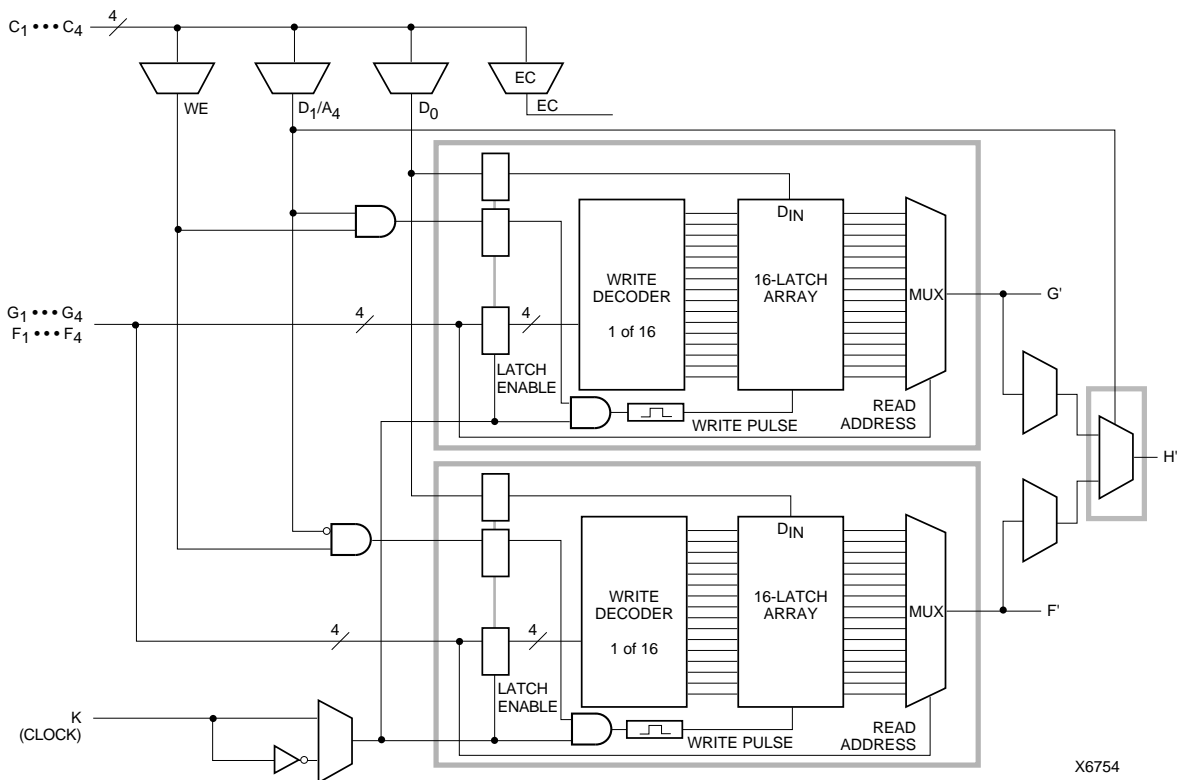 C1 ••• C4
4
WE
D1/A4
D0
EC
EC
WRITE
DECODER
1 of 16
DIN
16-LATCH
ARRAY
MUX
G'
G1 ••• G4
F1 ••• F4
4
4
LATCH
ENABLE
WRITE PULSE
READ
ADDRESS
H'
WRITE
DECODER
1 of 16
DIN
16-LATCH
ARRAY
MUX
F'
4
4
LATCH
ENABLE
WRITE PULSE
READ
ADDRESS
K
(CLOCK)
X6754